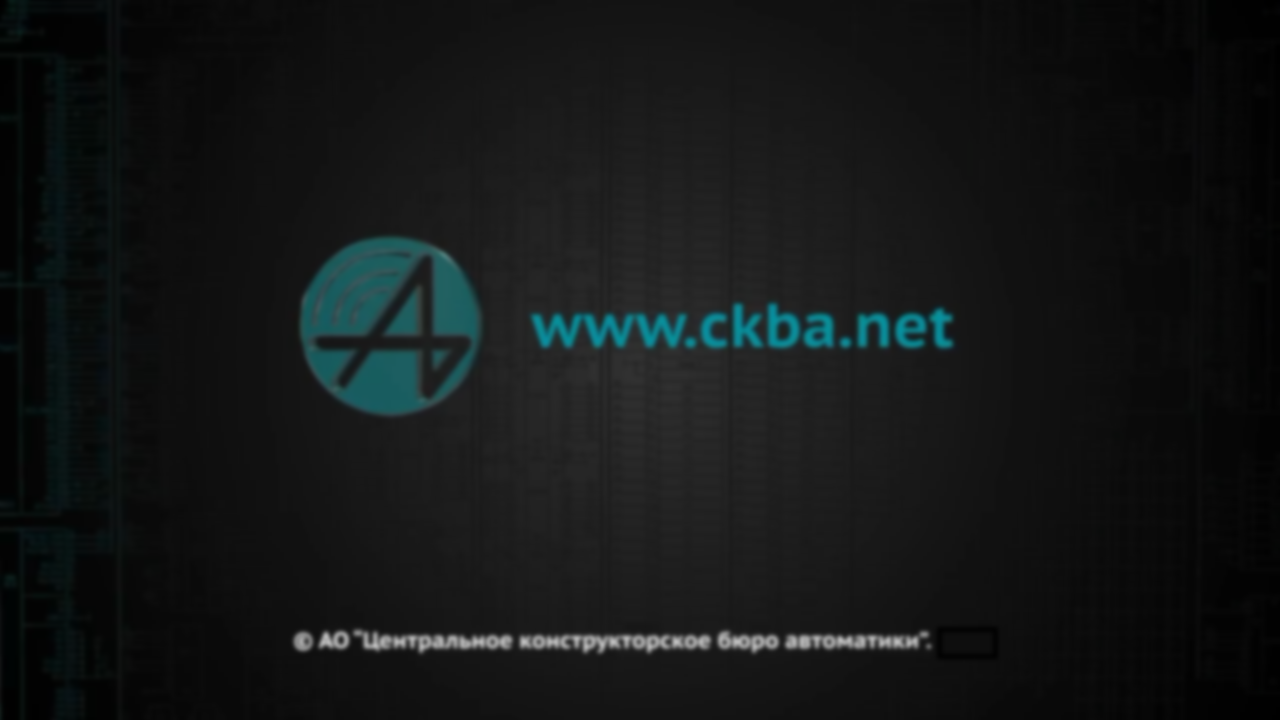 www.ckba.net
© АО "Центральное конструкторское бюро автоматики".